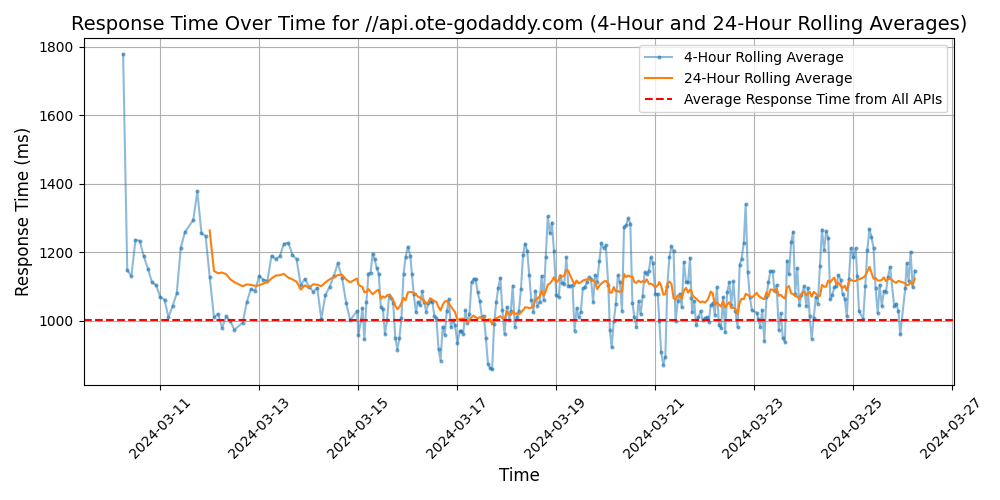 Response Time Over Time for //api.ote-godaddy.com (4-Hour and 24-Hour Rolling Averages)
4-Hour Rolling Average
24-Hour Rolling Average
Average Response Time from All APIs
Response Time (ms)
1800
1600
1400
1200
1000
2024-03-11
2024-03-13
2024-03-15
2024-03-17
2024-03-19
2024-03-21
2024-03-23
2024-03-25
2024-03-27
Time